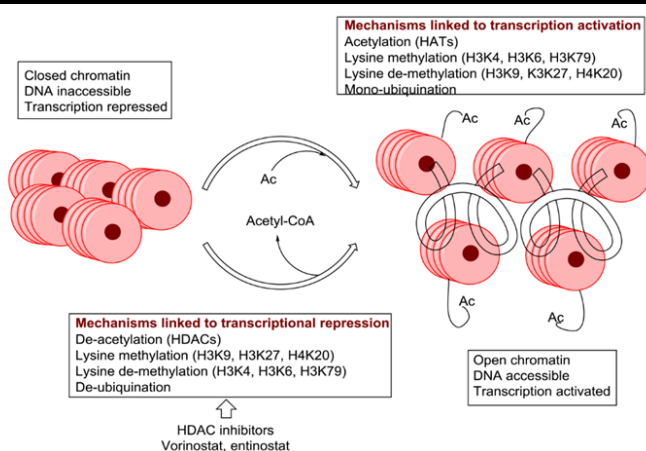 Mechanisms linked to transcription activation
Acetylation (HATs)
Lysine methylation (H3K4, H3K6, H3K79)
Lysine de-methylation (H3K9, K3K27, H4K20)
Mono-ubiquination
Closed chromatin
DNA inaccessible
Transcription repressed
Ac
Ac
Ac
Ac
Acetyl-CoA
Ac
Ac
Mechanisms linked to transcriptional repression
De-acetylation (HDACs)
Lysine methylation (H3K9, H3K27, H4K20)
Lysine de-methylation (H3K4, H3K6, H3K79)
De-ubiquination
Open chromatin
DNA accessible
Transcription activated
HDAC inhibitors
Vorinostat, entinostat